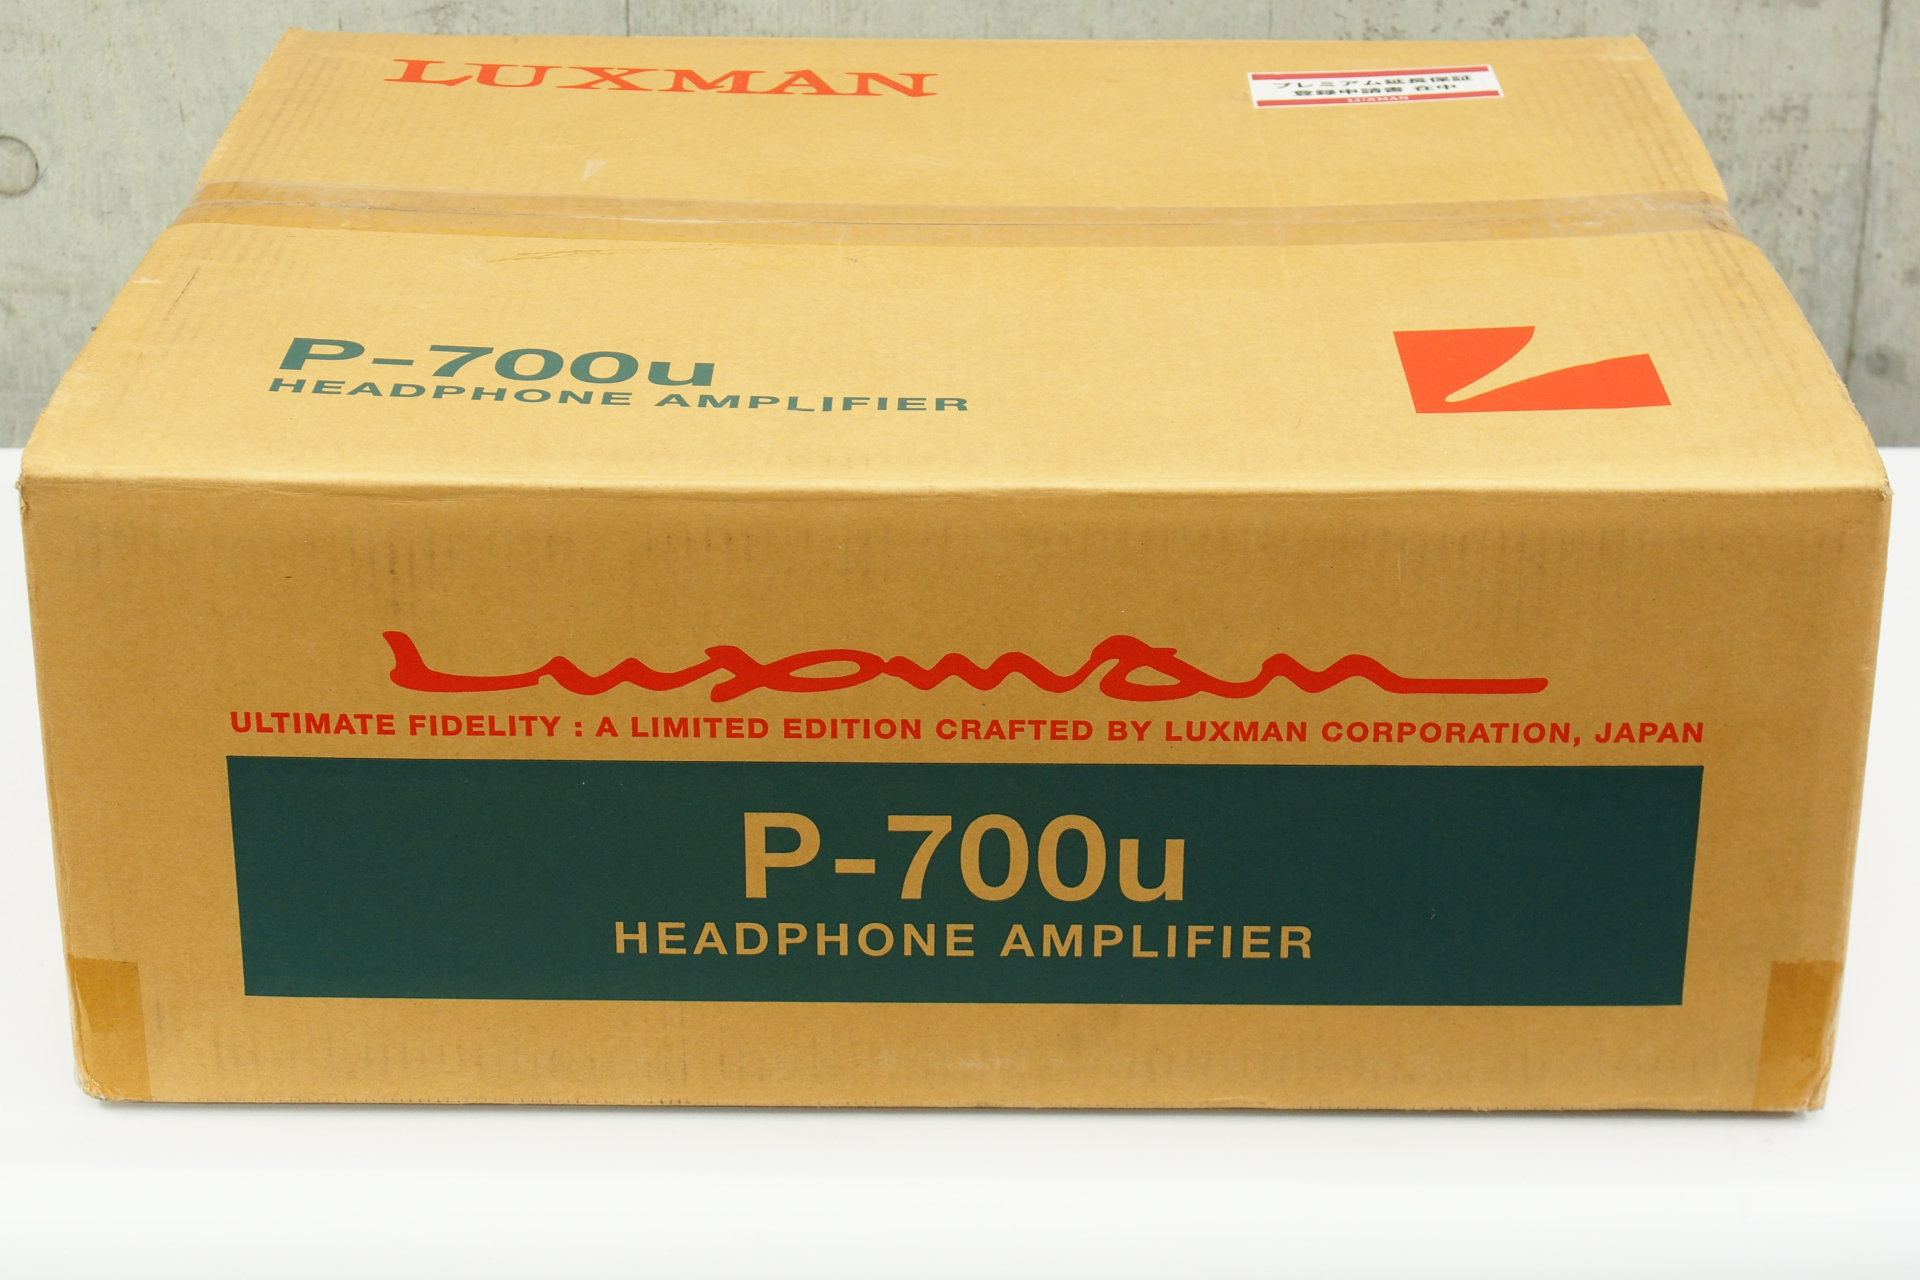 LUXMAN
プレミアム延長保証
登録申請書 在中
LUXMAN
P-700u
HEADPHONE AMPLIFIER
Luxman
ULTIMATE FIDELITY : A LIMITED EDITION CRAFTED BY LUXMAN CORPORATION, JAPAN
P-700u
HEADPHONE AMPLIFIER